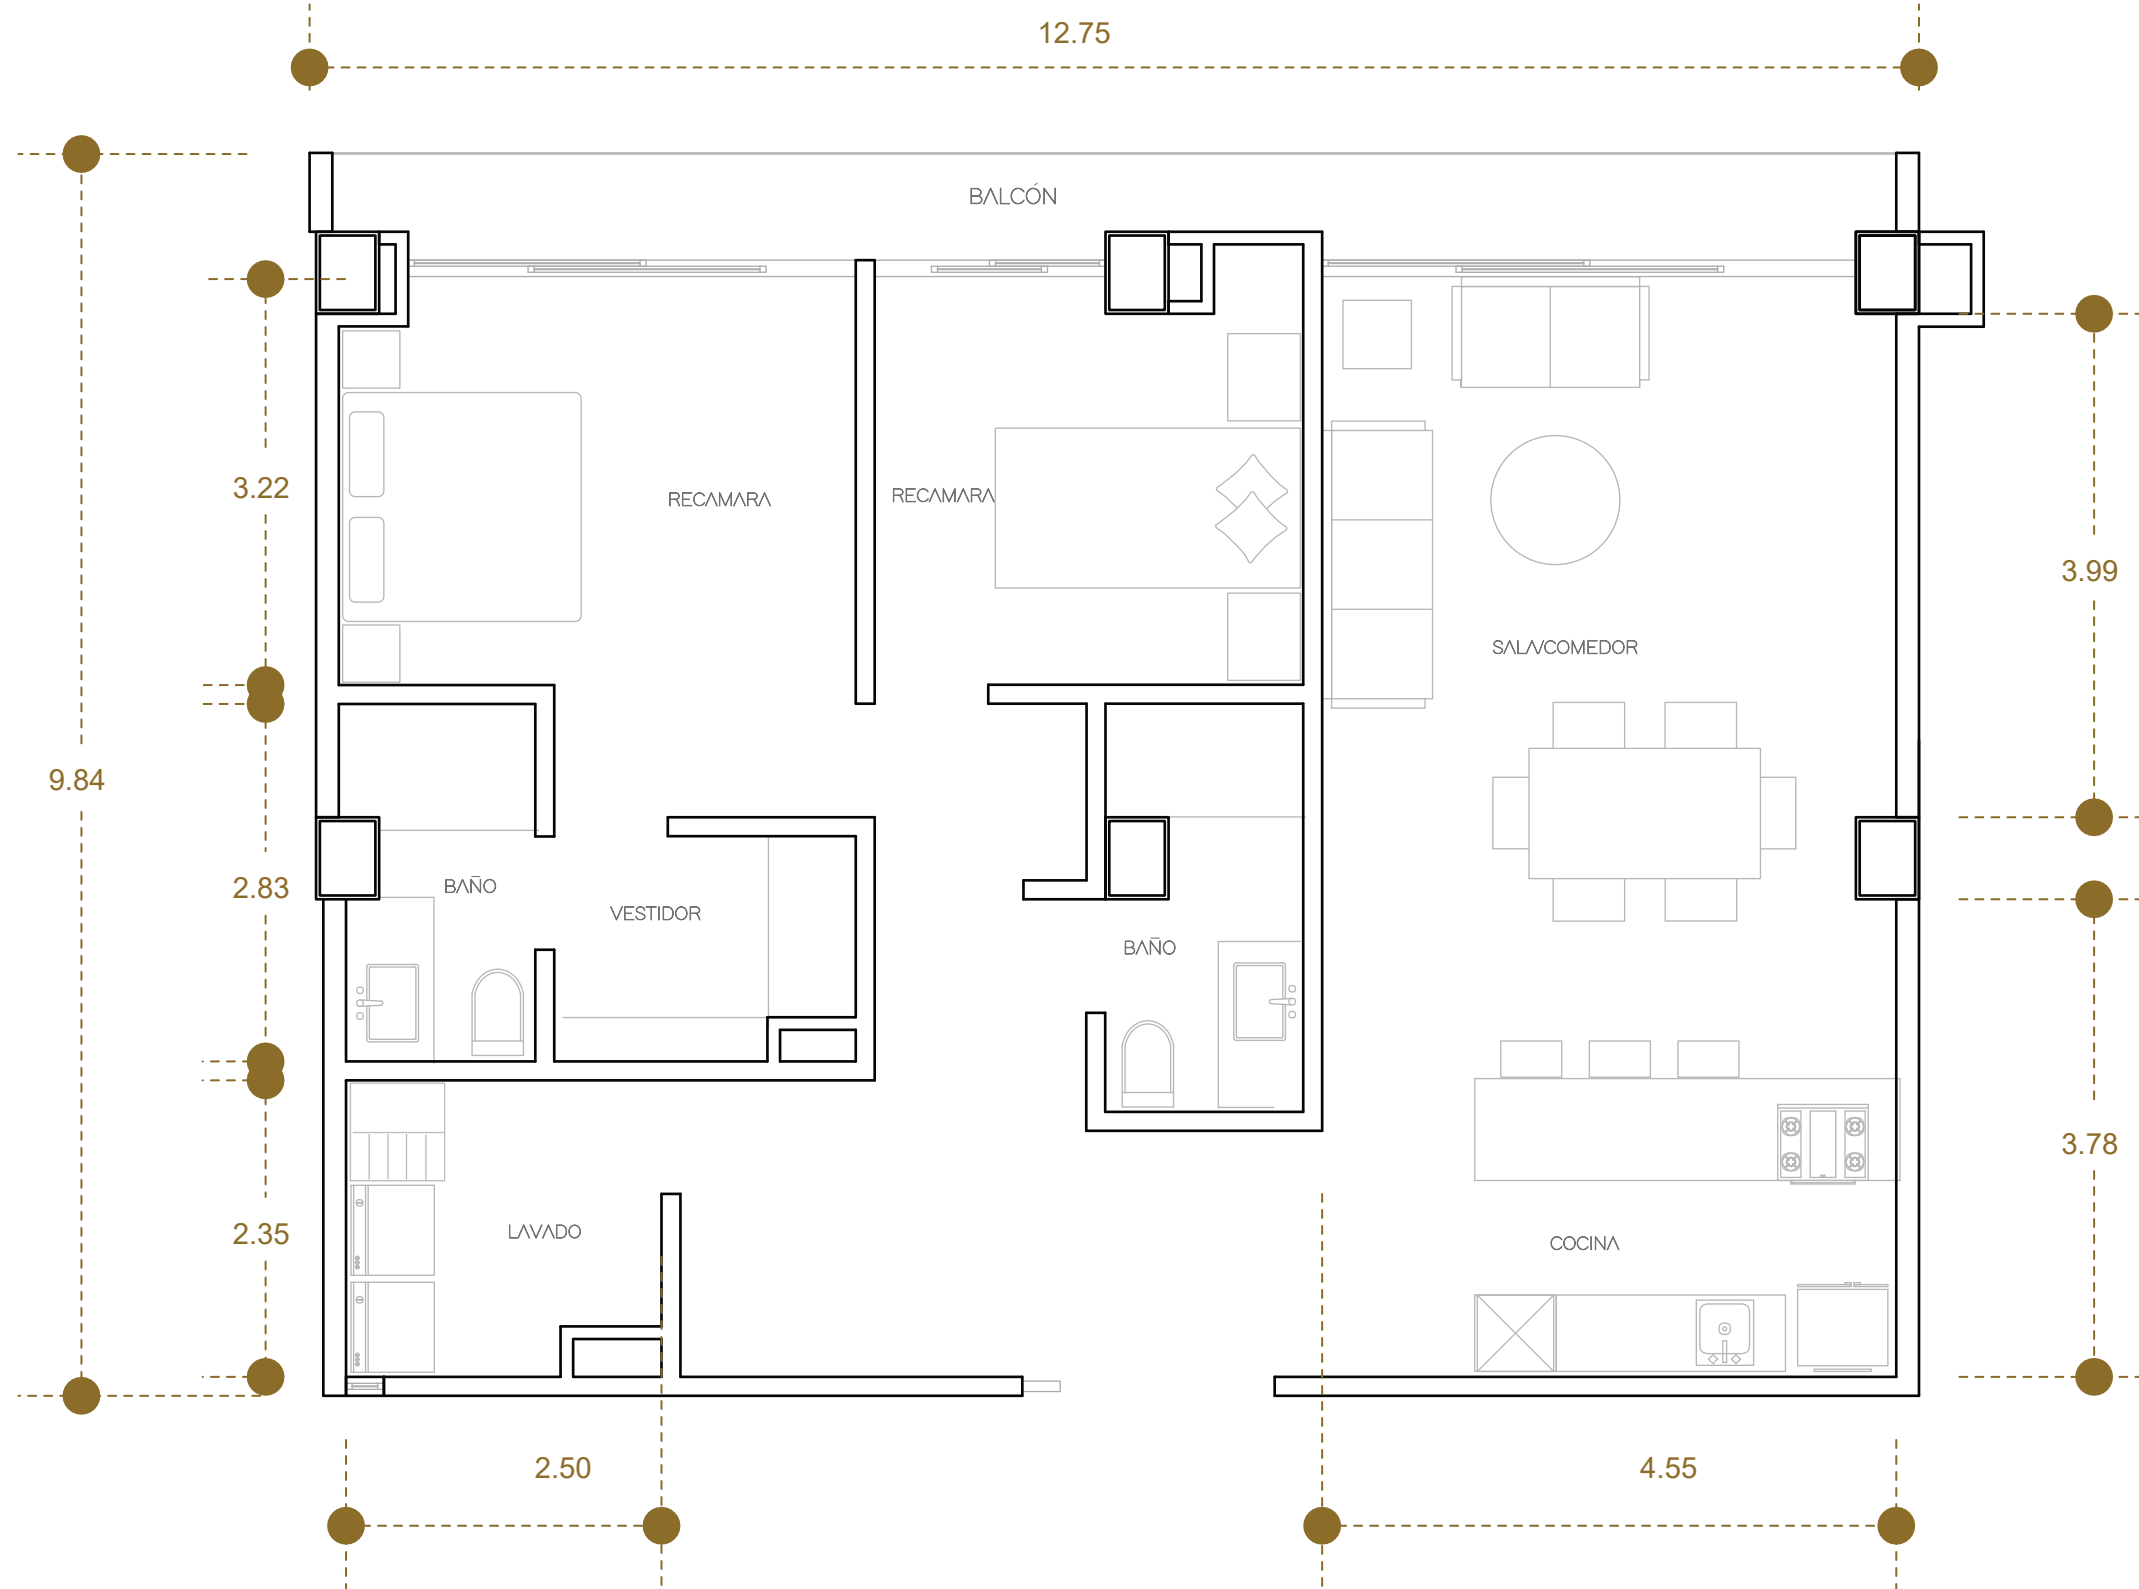 12.75
BALCÓN
3.22
RECAMARA
RECAMARA
3.99
SALA/COMEDOR
9.84
2.83
BAÑO
VESTIDOR
BAÑO
3.78
2.35
LAVADO
COCINA
2.50
4.55